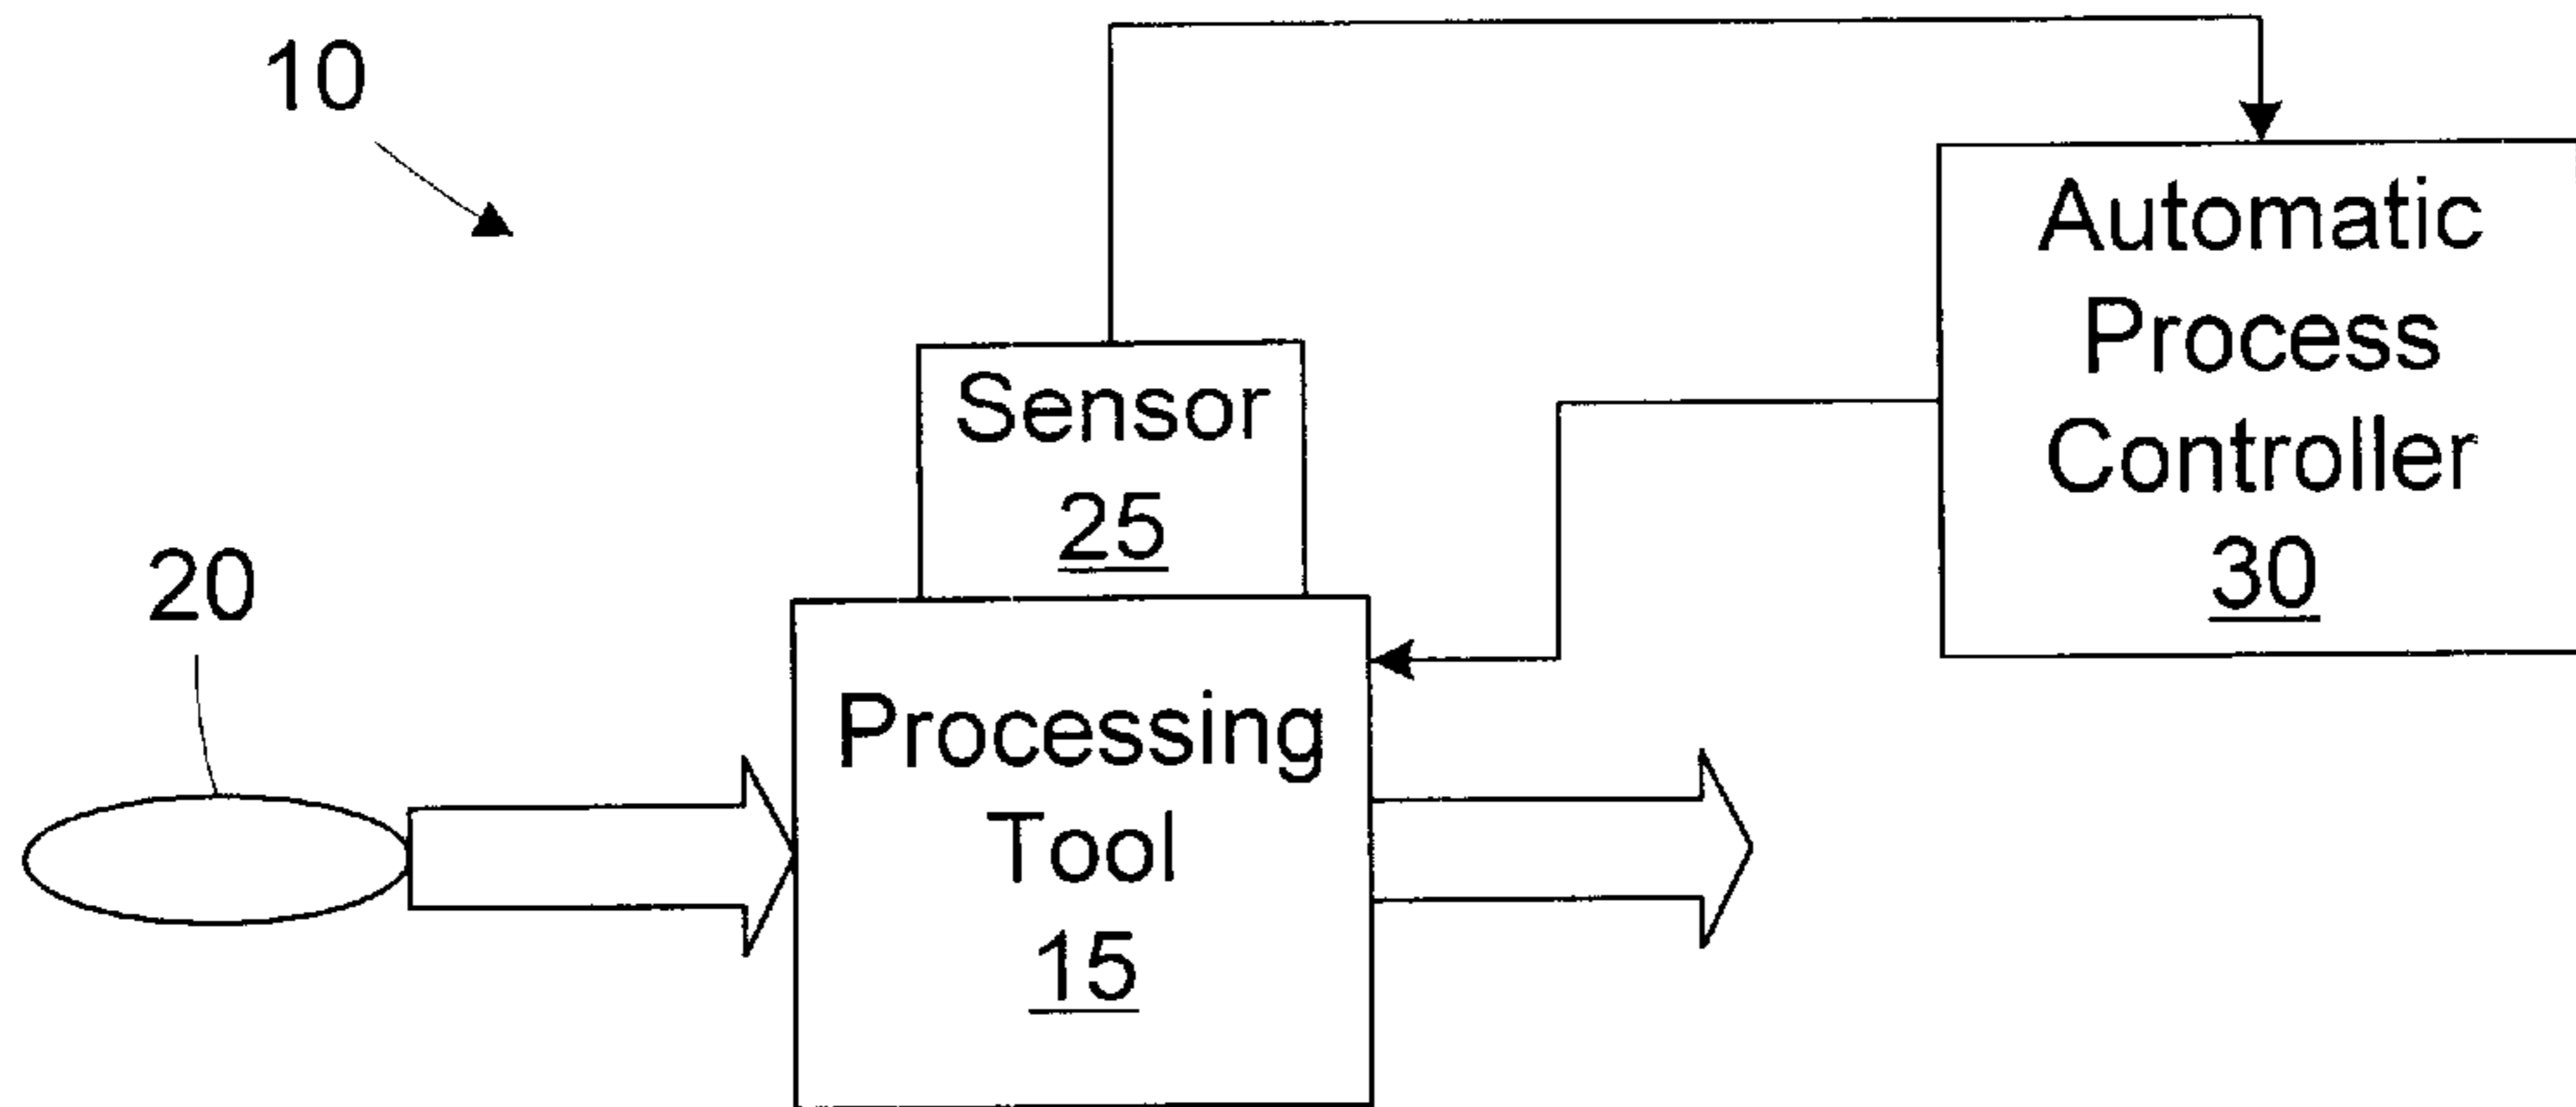 10
Automatic
Process
Controller
30
Sensor
25
20
Processing
Tool
15